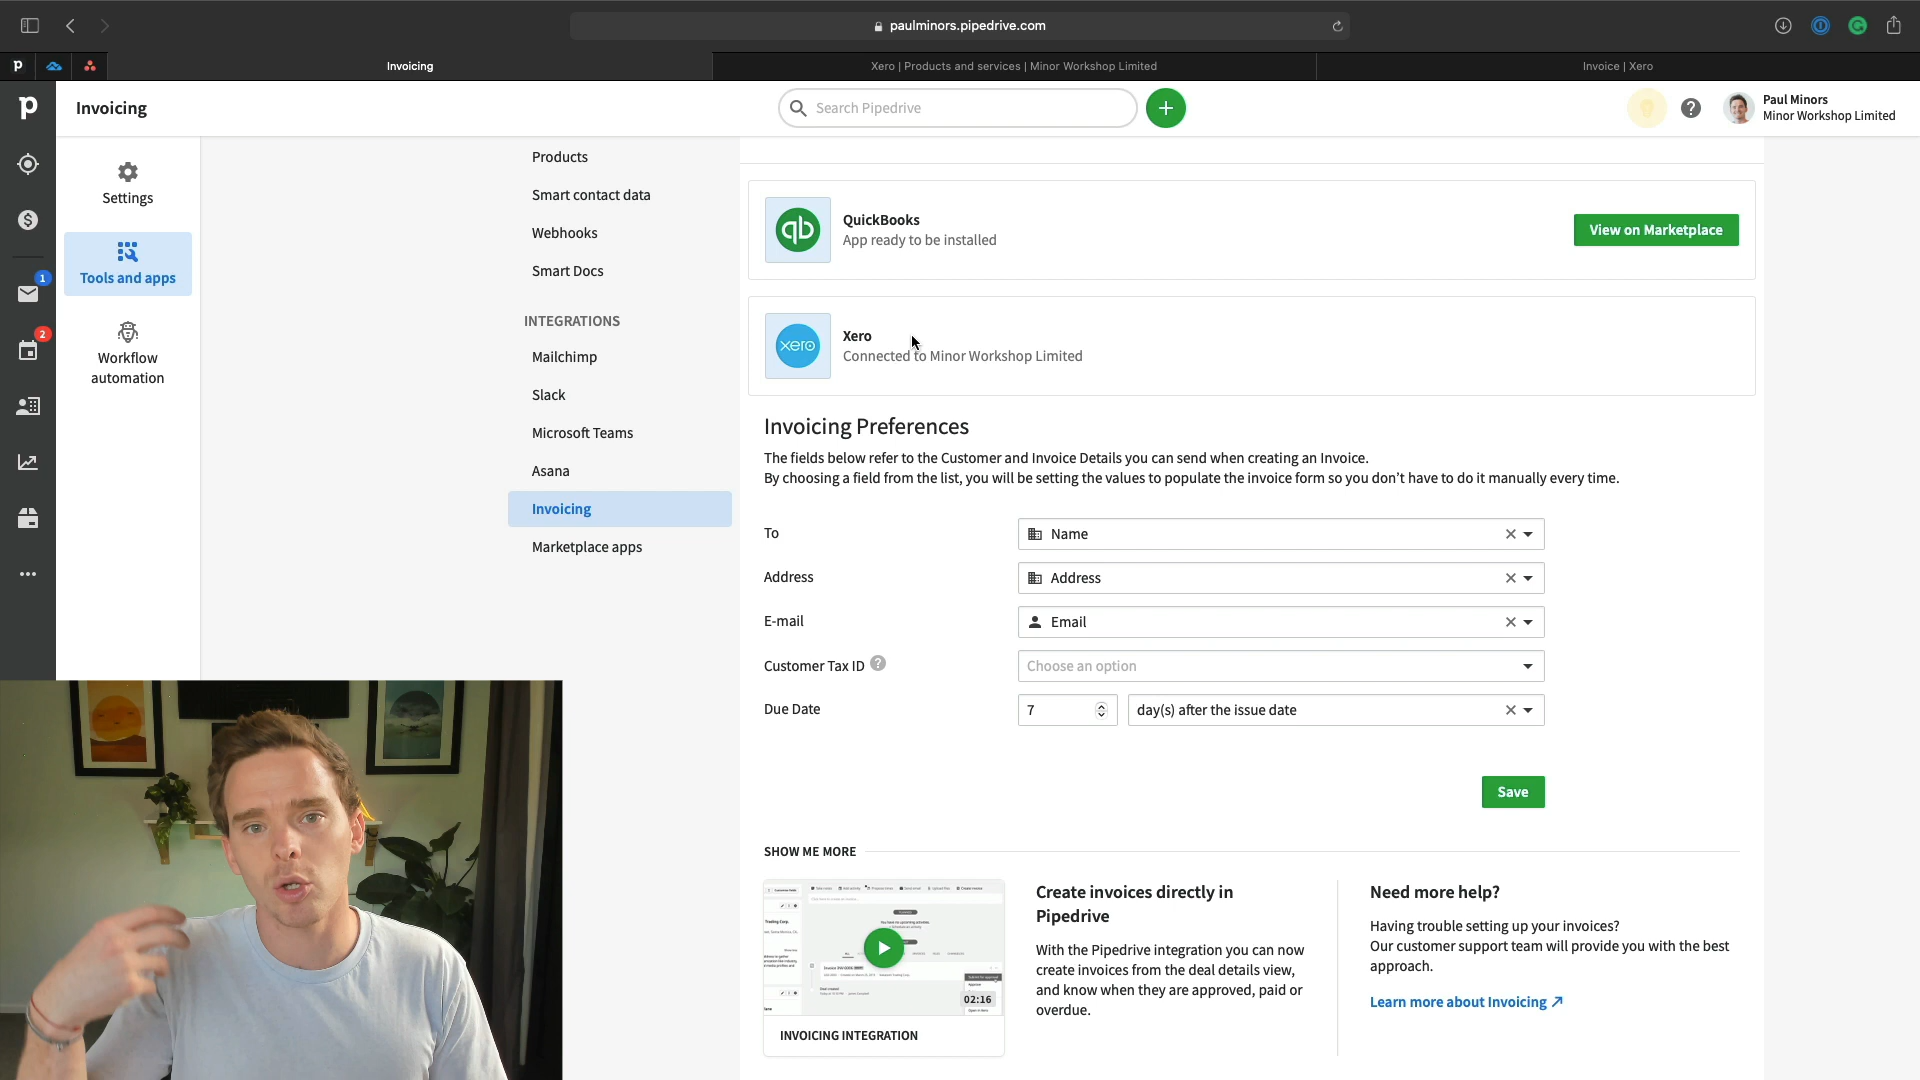 paulminors.pipedrive.com
p
Invoicing
Xero | Products and services | Minor Workshop Limited
Invoice | Xero
p
Invoicing
Search Pipedrive
Paul Minors
Minor Workshop Limited
Settings
Tools and apps
Workflow
automation
1
2
Products
Smart contact data
Webhooks
Smart Docs
INTEGRATIONS
Mailchimp
Slack
Microsoft Teams
Asana
Invoicing
Marketplace apps
qb
QuickBooks
App ready to be installed
View on Marketplace
xero
Xero
Connected to Minor Workshop Limited
Invoicing Preferences
The fields below refer to the Customer and Invoice Details you can send when creating an Invoice.
By choosing a field from the list, you will be setting the values to populate the invoice form so you don’t have to do it manually every time.
To
Name
Address
Address
E-mail
Email
Customer Tax ID ?
Choose an option
Due Date
7
day(s) after the issue date
Save
SHOW ME MORE
02:16
INVOICING INTEGRATION
Create invoices directly in
Pipedrive
With the Pipedrive integration you can now
create invoices from the deal details view,
and know when they are approved, paid or
overdue.
Need more help?
Having trouble setting up your invoices?
Our customer support team will provide you with the best
approach.
Learn more about Invoicing